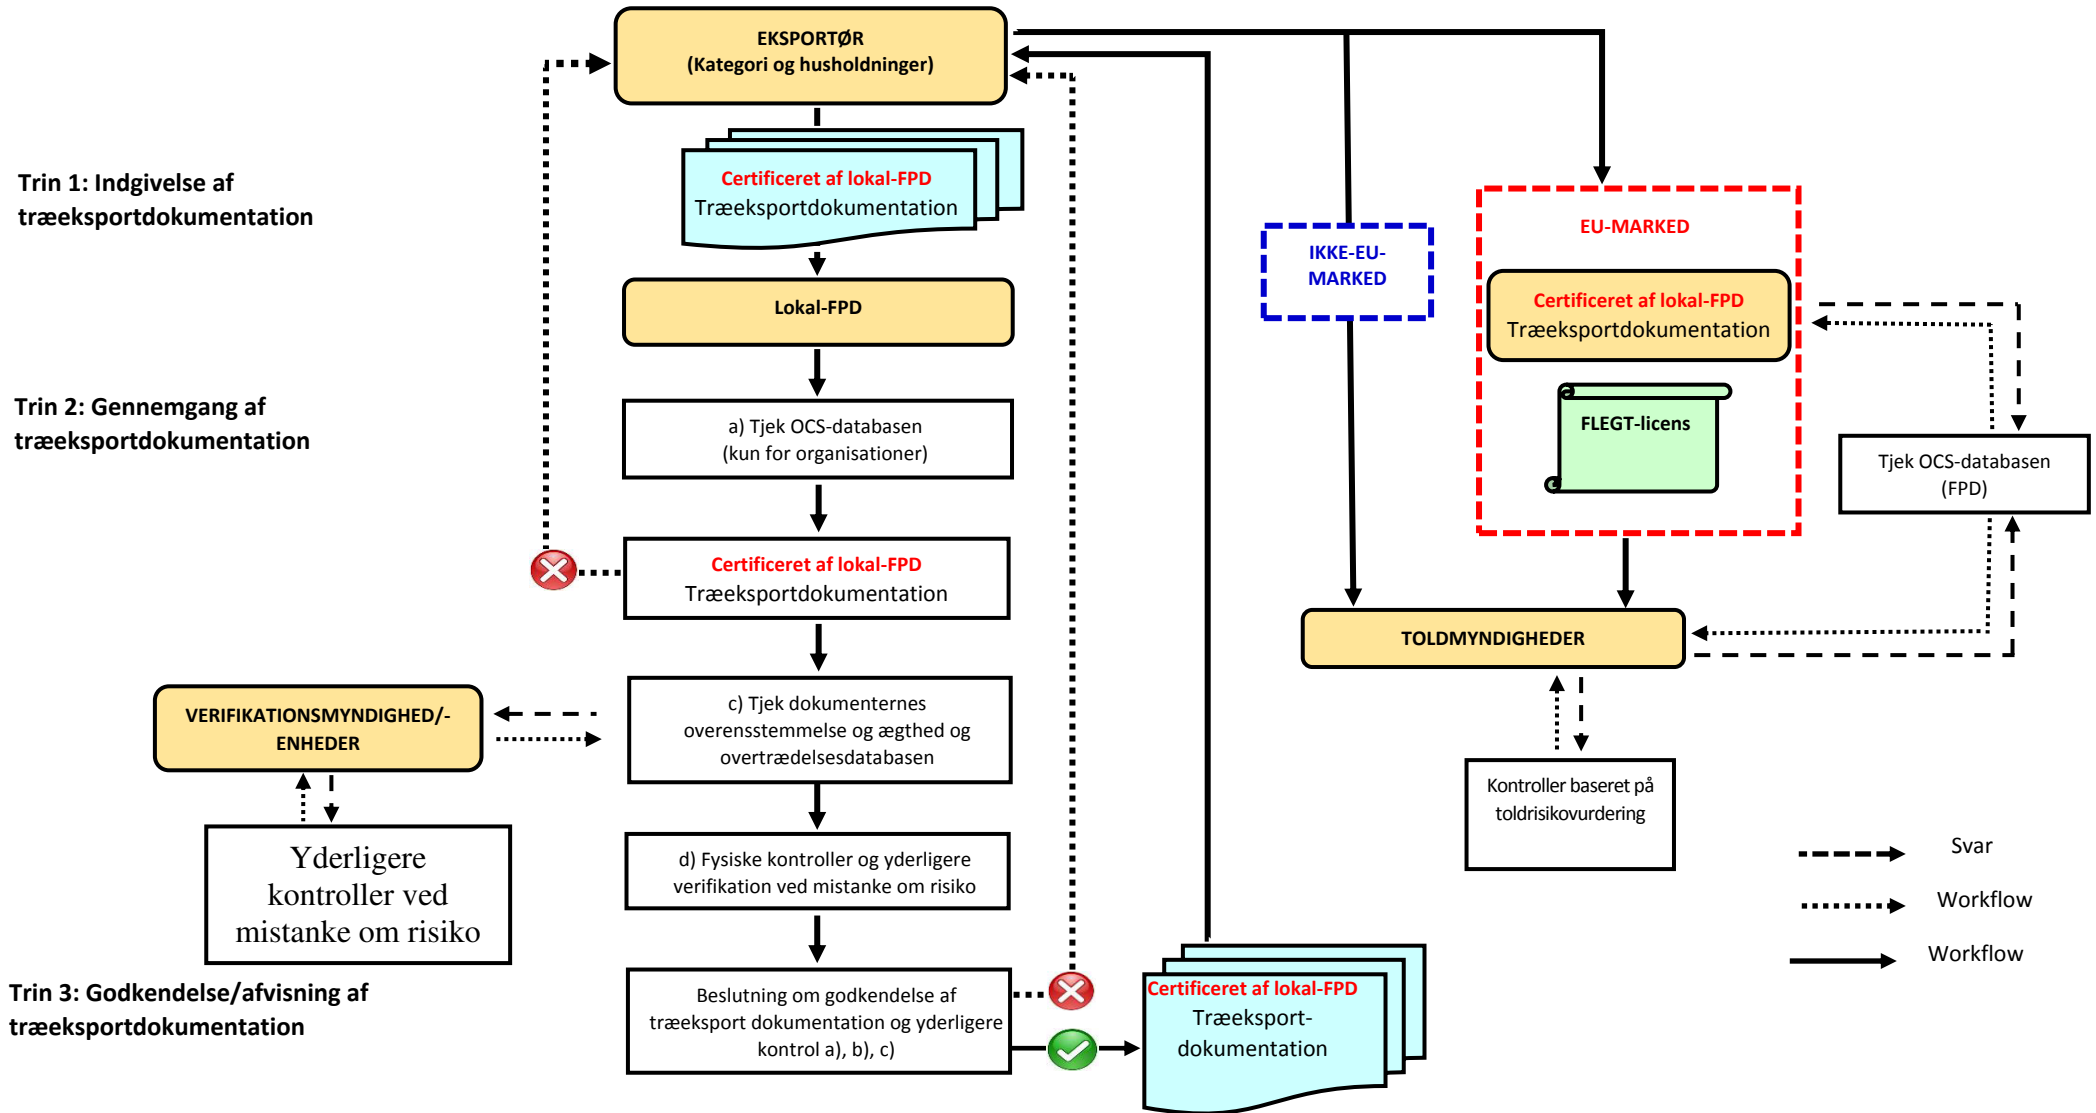 EKSPORTØR
(Kategori og husholdninger)
Trin 1: Indgivelse af
træeksportdokumentation
Certificeret af lokal-FPD
Træeksportdokumentation
Lokal-FPD
IKKE-EU-
MARKED
EU-MARKED
Certificeret af lokal-FPD
Træeksportdokumentation
FLEGT-licens
Tjek OCS-databasen
(FPD)
Trin 2: Gennemgang af
træeksportdokumentation
a) Tjek OCS-databasen
(kun for organisationer)
Certificeret af lokal-FPD
Træeksportdokumentation
TOLDMYNDIGHEDER
VERIFIKATIONSMYNDIGHED/-
ENHEDER
c) Tjek dokumenternes
overensstemmelse og ægthed og
overtrædelsesdatabasen
Kontroller baseret på
toldrisikovurdering
Yderligere
kontroller ved
mistanke om risiko
d) Fysiske kontroller og yderligere
verifikation ved mistanke om risiko
Svar
Workflow
Workflow
Trin 3: Godkendelse/afvisning af
træeksportdokumentation
Beslutning om godkendelse af
træeksport dokumentation og yderligere
kontrol a), b), c)
Certificeret af lokal-FPD
Træeksport-
dokumentation